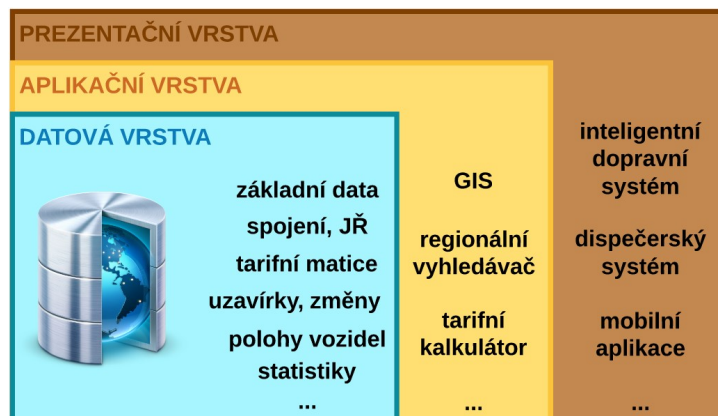 PREZENTAČNÍ VRSTVA
APLIKAČNÍ VRSTVA
DATOVÁ VRSTVA
základní data
spojení, JŘ
tarifní matice
uzavírky, změny
polohy vozidel
statistiky
...
GIS
regionální
vyhledávač
tarifní
kalkulátor
...
inteligentní
dopravní
systém
dispečerský
systém
mobilní
aplikace
...